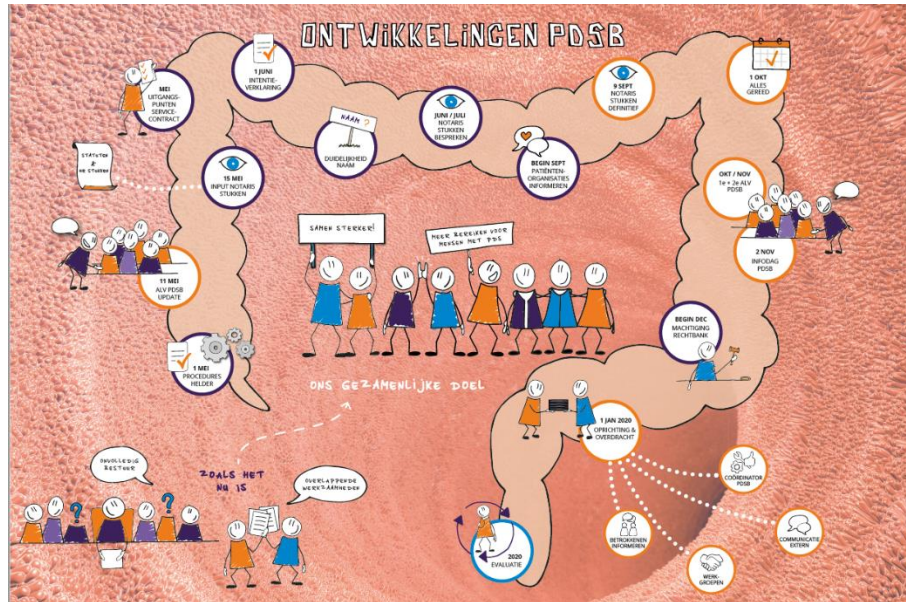 ONTWIKKELINGEN PDSB
MEI
UITGANGS-
PUNTEN
SERVICE-
CONTRACT
1 JUNI
INTENTIE-
VERKLARING
NAAM ?
DUIDELIJKHEID
NAAM
JUNI / JULI
NOTARIS
STUKKEN
BESPREKEN
BEGIN SEPT
PATIËNTEN-
ORGANISATIES
INFORMEREN
9 SEPT
NOTARIS
STUKKEN
DEFINITIEF
1 OKT
ALLES
GEREED
STATUTEN
&
15 MEI
INPUT NOTARIS
STUKKEN
OKT / NOV
1e + 2e ALV
PDSB
2 NOV
INFODAG
PDSB
11 MEI
ALV PDSB
UPDATE
SAMEN STERKER!
MEER BEREIKEN VOOR
MENSEN MET PDS
1 MEI
PROCEDURES
HELDER
BEGIN DEC
MACHTIGING
RECHTBANK
ONS GEZAMENLIJKE DOEL
1 JAN 2020
OPRICHTING &
OVERDRACHT
ONVOLLEDIG
BESTUUR
ZOALS HET
NU IS
OVERLAPPENDE
WERKZAAMHEDEN
COÖRDINATOR
PDSB
COMMUNICATIE
EXTERN
BETROKKENEN
INFORMEREN
WERK-
GROEPEN
2020
EVALUATIE